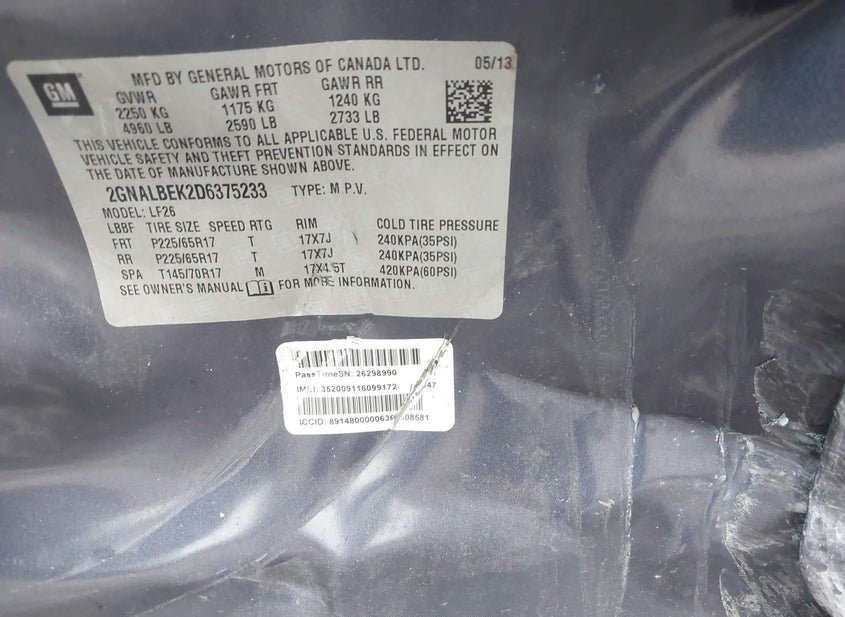 GM
MFD BY GENERAL MOTORS OF CANADA LTD. 05/13
GVWR GAWR FRT GAWR RR
2250 KG 1175 KG 1240 KG
4960 LB 2590 LB 2733 LB
THIS VEHICLE CONFORMS TO ALL APPLICABLE U.S. FEDERAL MOTOR
VEHICLE SAFETY AND THEFT PREVENTION STANDARDS IN EFFECT ON
THE DATE OF MANUFACTURE SHOWN ABOVE.
2GNALBEK2D6375233 TYPE: M P.V.
MODEL: LF26
LBBF TIRE SIZE SPEED RTG RIM COLD TIRE PRESSURE
FRT P225/65R17 T 17X7J 240KPA(35PSI)
RR P225/65R17 T 17X7J 240KPA(35PSI)
SPA T145/70R17 M 17X4.5T 420KPA(60PSI)
SEE OWNER'S MANUAL FOR MORE INFORMATION.
PassTimeSN: 26298990
IMEI: 352009116099172
ICCID: